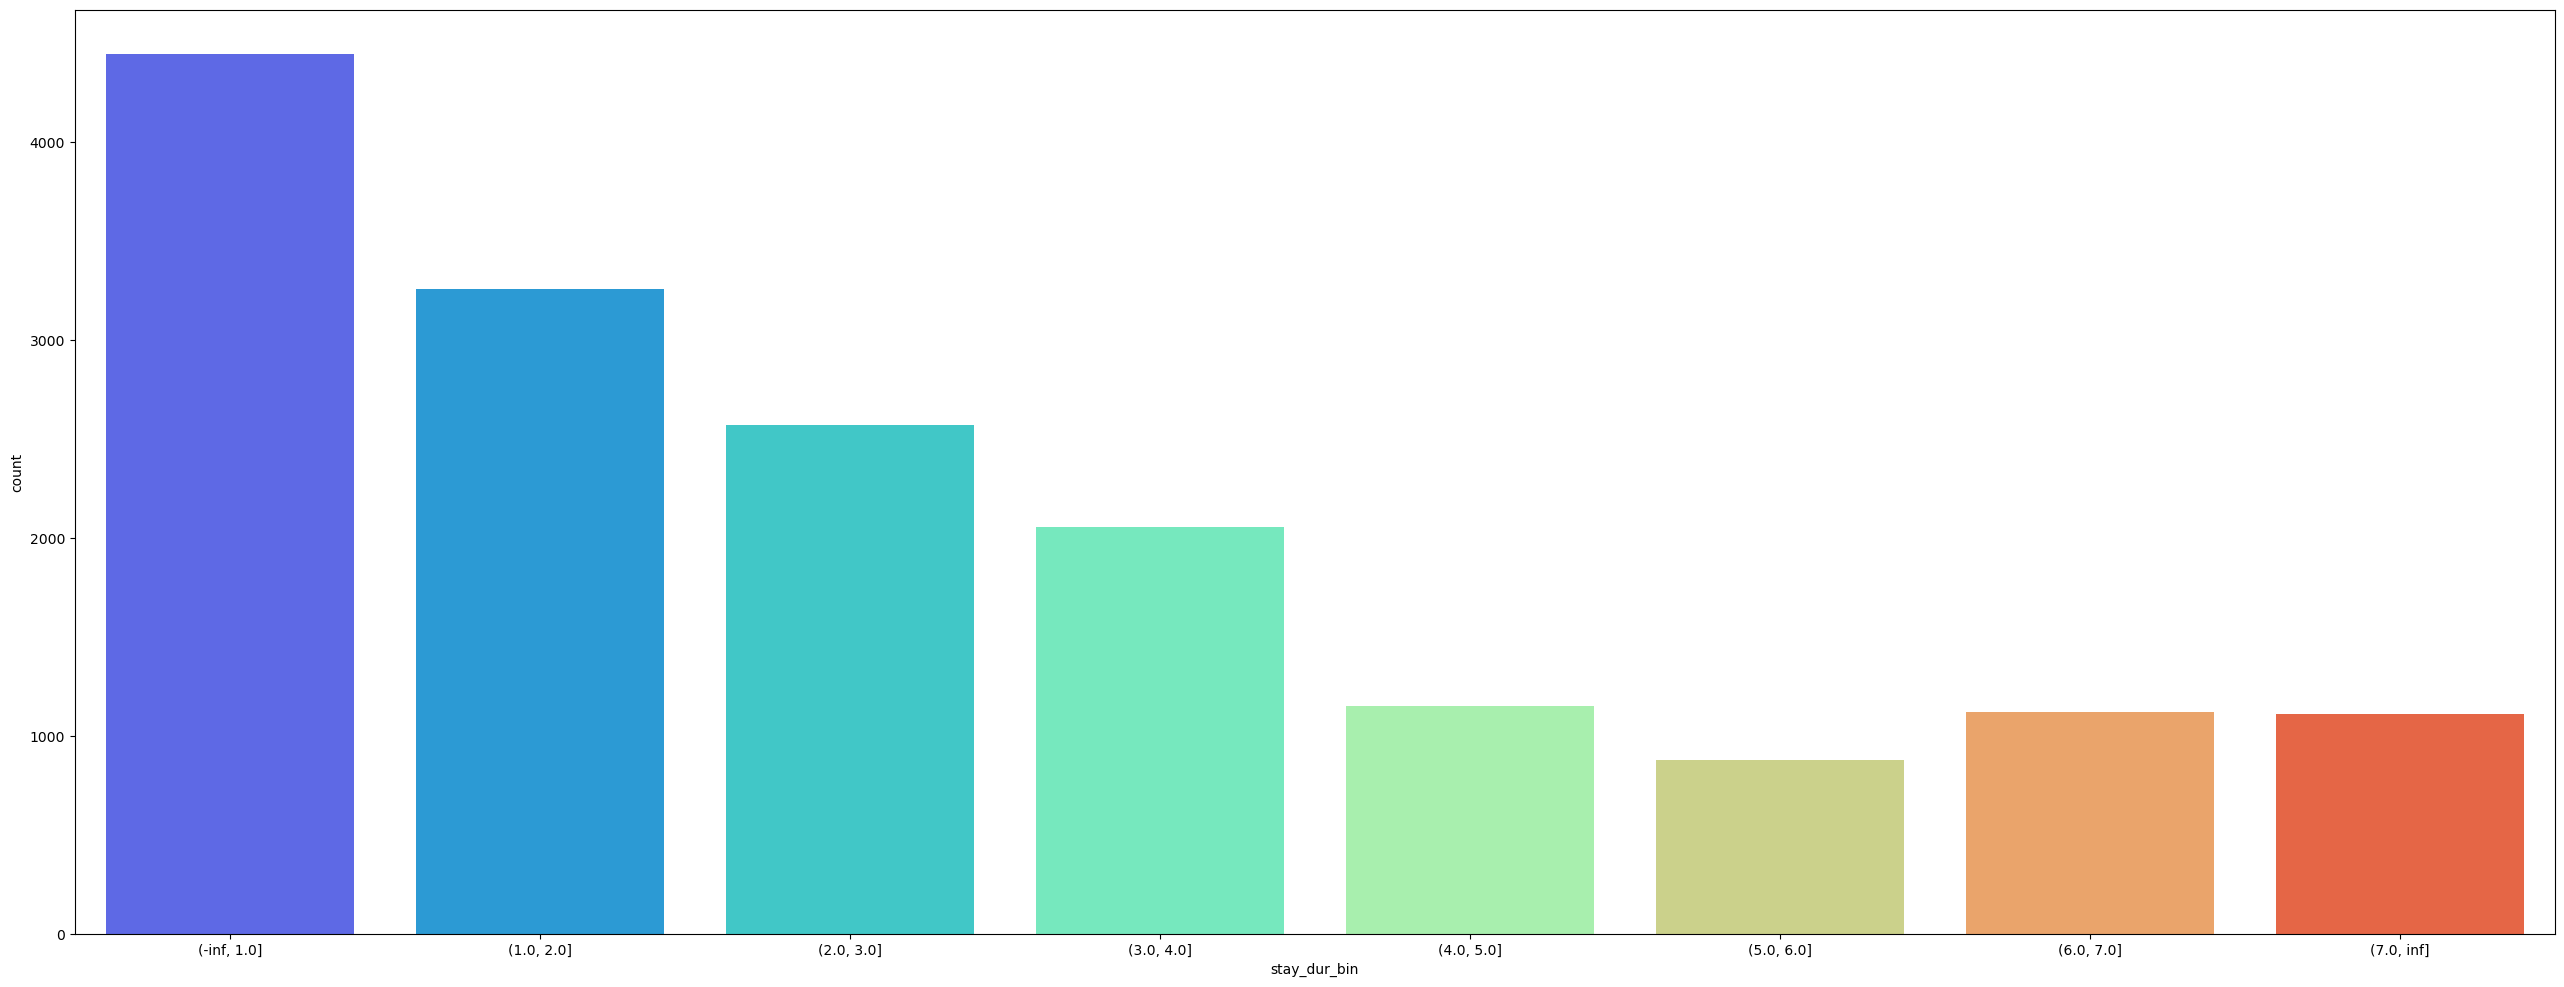 4000
3000
2000
1000
0
count
(-inf, 1.0]
(1.0, 2.0]
(2.0, 3.0]
(3.0, 4.0]
(4.0, 5.0]
(5.0, 6.0]
(6.0, 7.0]
(7.0, inf]
stay_dur_bin